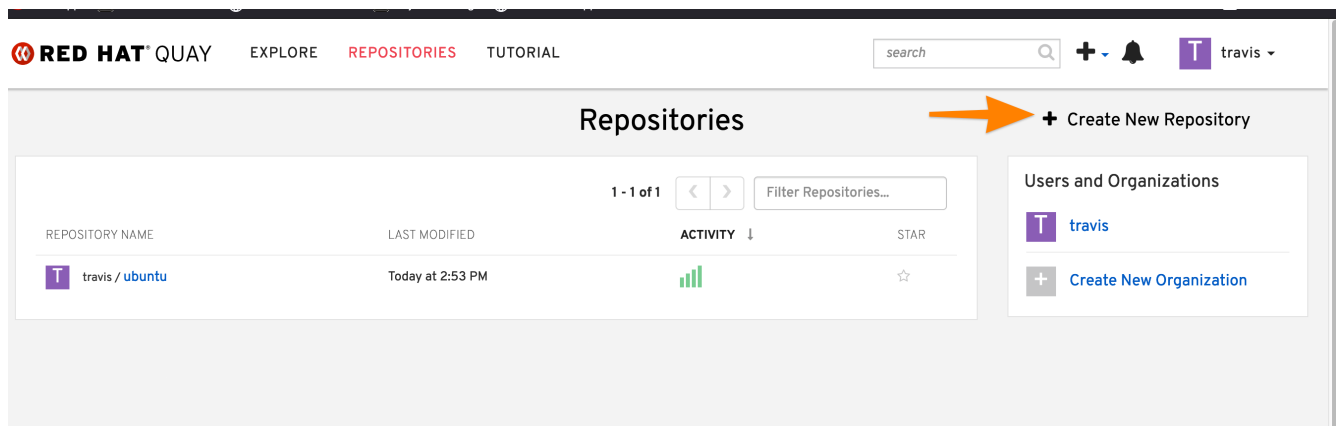 RED HAT® QUAY EXPLORE REPOSITORIES TUTORIAL search T travis
Repositories
+ Create New Repository
1 - 1 of 1 Filter Repositories...
REPOSITORY NAME LAST MODIFIED ACTIVITY ↓ STAR
T travis / ubuntu Today at 2:53 PM
Users and Organizations
T travis
+ Create New Organization